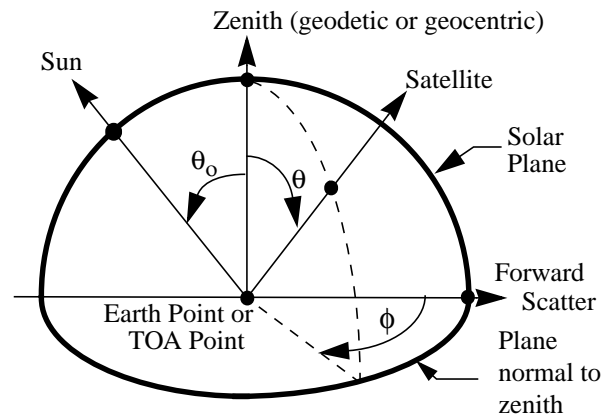 Zenith (geodetic or geocentric)
Sun
Satellite
Solar
Plane
θo
θ
Forward
Scatter
Earth Point or
TOA Point
ϕ
Plane
normal to
zenith